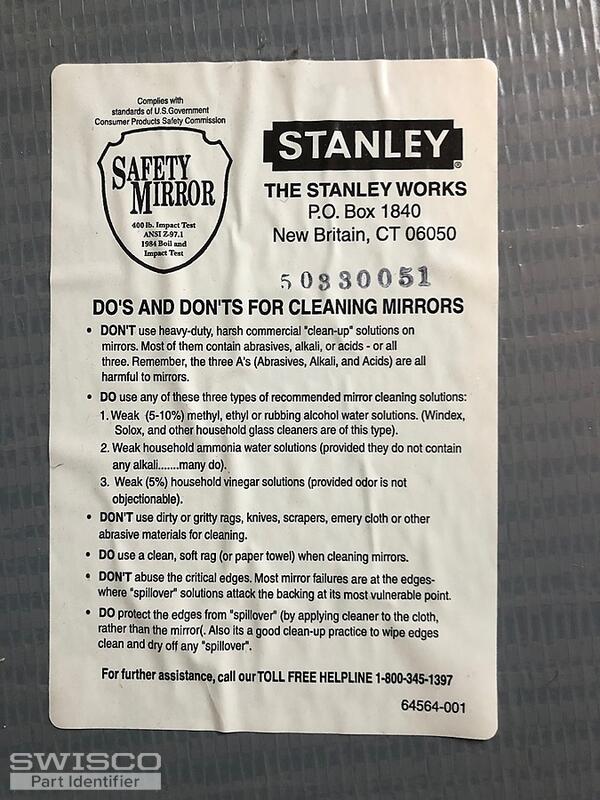 Complies with
standards of U.S.Government
Consumer Products Safety Commission
SAFETY
MIRROR
400 lb. Impact Test
ANSI Z-97.1
1984 Boil and
Impact Test
STANLEY®
THE STANLEY WORKS
P.O. Box 1840
New Britain, CT 06050
50330051
DO'S AND DON'TS FOR CLEANING MIRRORS
• DON'T use heavy-duty, harsh commercial "clean-up" solutions on
mirrors. Most of them contain abrasives, alkali, or acids - or all
three. Remember, the three A's (Abrasives, Alkali, and Acids) are all
harmful to mirrors.
• DO use any of these three types of recommended mirror cleaning solutions:
1. Weak (5-10%) methyl, ethyl or rubbing alcohol water solutions. (Windex,
Solox, and other household glass cleaners are of this type).
2. Weak household ammonia water solutions (provided they do not contain
any alkali.......many do).
3. Weak (5%) household vinegar solutions (provided odor is not
objectionable).
• DON'T use dirty or gritty rags, knives, scrapers, emery cloth or other
abrasive materials for cleaning.
• DO use a clean, soft rag (or paper towel) when cleaning mirrors.
• DON'T abuse the critical edges. Most mirror failures are at the edges-
where "spillover" solutions attack the backing at its most vulnerable point.
• DO protect the edges from "spillover" (by applying cleaner to the cloth,
rather than the mirror(. Also its a good clean-up practice to wipe edges
clean and dry off any "spillover".
For further assistance, call our TOLL FREE HELPLINE 1-800-345-1397
64564-001
SWISCO
Part Identifier